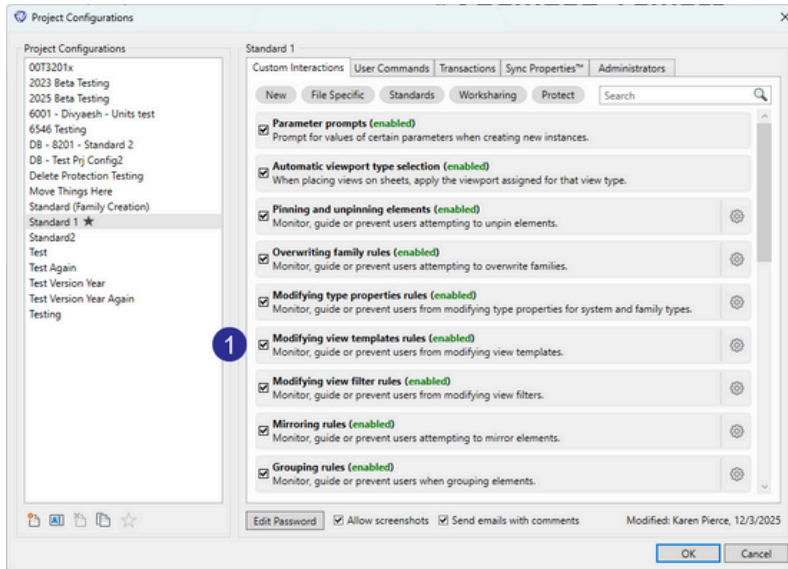 Project Configurations
Project Configurations
00T3201x
2023 Beta Testing
2025 Beta Testing
6001 - Divyaesh - Units test
6546 Testing
DB - 8201 - Standard 2
DB - Test Prj Config2
Delete Protection Testing
Move Things Here
Standard (Family Creation)
Standard 1 ★
Standard2
Test
Test Again
Test Version Year
Test Version Year Again
Testing
Standard 1
Custom Interactions User Commands Transactions Sync Properties™ Administrators
New File Specific Standards Worksharing Protect Search
Parameter prompts (enabled)
Prompt for values of certain parameters when creating new instances.
Automatic viewport type selection (enabled)
When placing views on sheets, apply the viewport assigned for that view type.
Pinning and unpinning elements (enabled)
Monitor, guide or prevent users attempting to unpin elements.
Overwriting family rules (enabled)
Monitor, guide or prevent users attempting to overwrite families.
Modifying type properties rules (enabled)
Monitor, guide or prevent users from modifying type properties for system and family types.
1
Modifying view templates rules (enabled)
Monitor, guide or prevent users from modifying view templates.
Modifying view filter rules (enabled)
Monitor, guide or prevent users from modifying view filters.
Mirroring rules (enabled)
Monitor, guide or prevent users attempting to mirror elements.
Grouping rules (enabled)
Monitor, guide or prevent users when grouping elements.
Edit Password Allow screenshots Send emails with comments Modified: Karen Pierce, 12/3/2025
OK Cancel